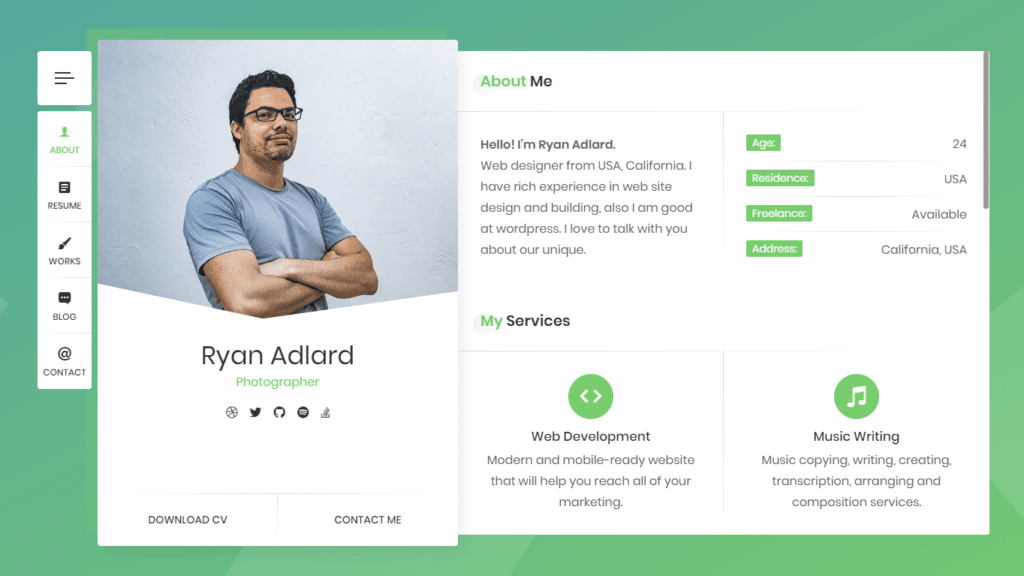 ABOUT
RESUME
WORKS
BLOG
@
CONTACT
Ryan Adlard
Photographer
DOWNLOAD CV
CONTACT ME
About Me
Hello! I'm Ryan Adlard.
Web designer from USA, California. I
have rich experience in web site
design and building, also I am good
at wordpress. I love to talk with you
about our unique.
Age: 24
Residence: USA
Freelance: Available
Address: California, USA
My Services
Web Development
Modern and mobile-ready website
that will help you reach all of your
marketing.
Music Writing
Music copying, writing, creating,
transcription, arranging and
composition services.